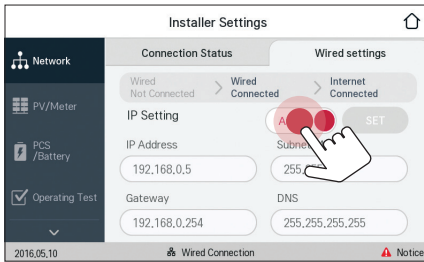 Installer Settings
Network
PV/Meter
PCS
/Battery
Operating Test
Connection Status
Wired settings
Wired
Not Connected
Wired
Connected
Internet
Connected
IP Setting
SET
IP Address
192.168.0.5
Gateway
192.168.0.254
DNS
255.255.255.255
2016.05.10
Wired Connection
Notice